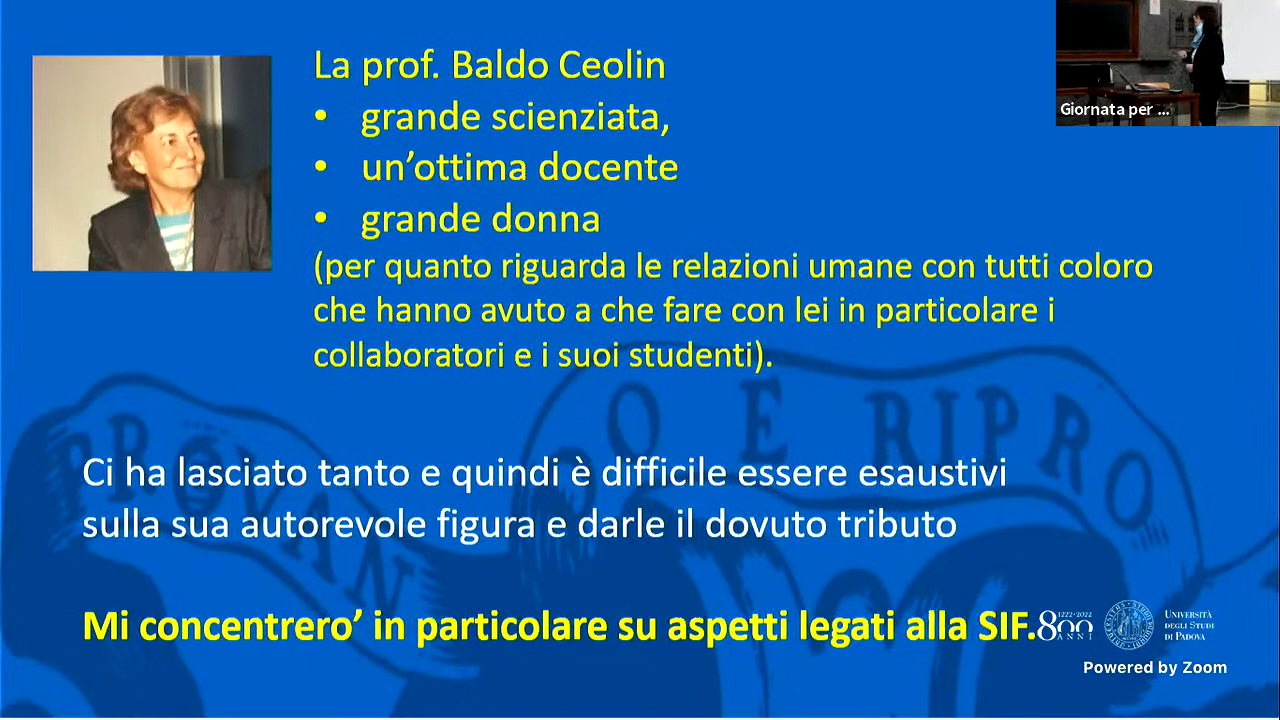 La prof. Baldo Ceolin
• grande scienziata,
• un’ottima docente
• grande donna
(per quanto riguarda le relazioni umane con tutti coloro
che hanno avuto a che fare con lei in particolare i
collaboratori e i suoi studenti).
Giornata per ...
PROVAN
O E RIPRO
Ci ha lasciato tanto e quindi è difficile essere esaustivi
sulla sua autorevole figura e darle il dovuto tributo
Mi concentrero’ in particolare su aspetti legati alla SIF.
1222·2022
800
ANNI
UNIVERSITÀ
DEGLI STUDI
DI PADOVA
Powered by Zoom